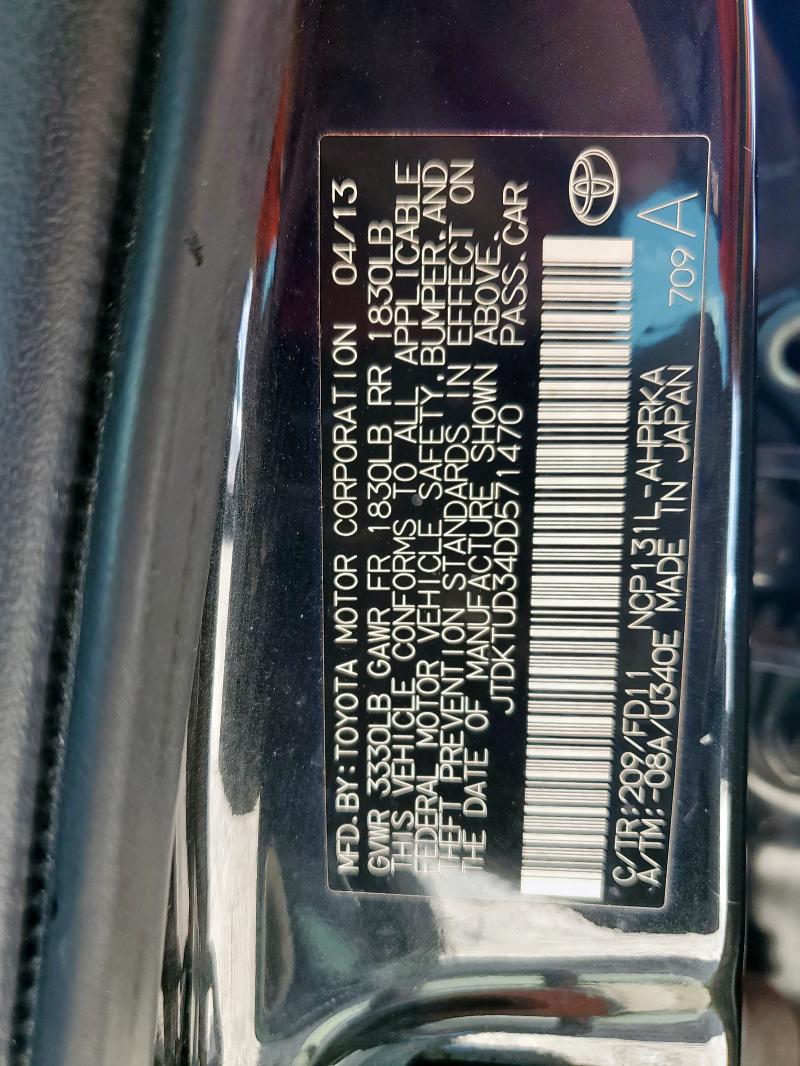 MFD. BY: TOYOTA MOTOR CORPORATION 04/13
GVWR 3330LB GAWR FR 1830LB RR 1830LB
THIS VEHICLE CONFORMS TO ALL APPLICABLE
FEDERAL MOTOR VEHICLE SAFETY, BUMPER, AND
THEFT PREVENTION STANDARDS IN EFFECT ON
THE DATE OF MANUFACTURE SHOWN ABOVE.
JTDKTUD34DD571470 PASS. CAR
C/TR: 209/FD11 NCP131L-AHPRKA
A/TM: -08A/U340E MADE IN JAPAN
709 A